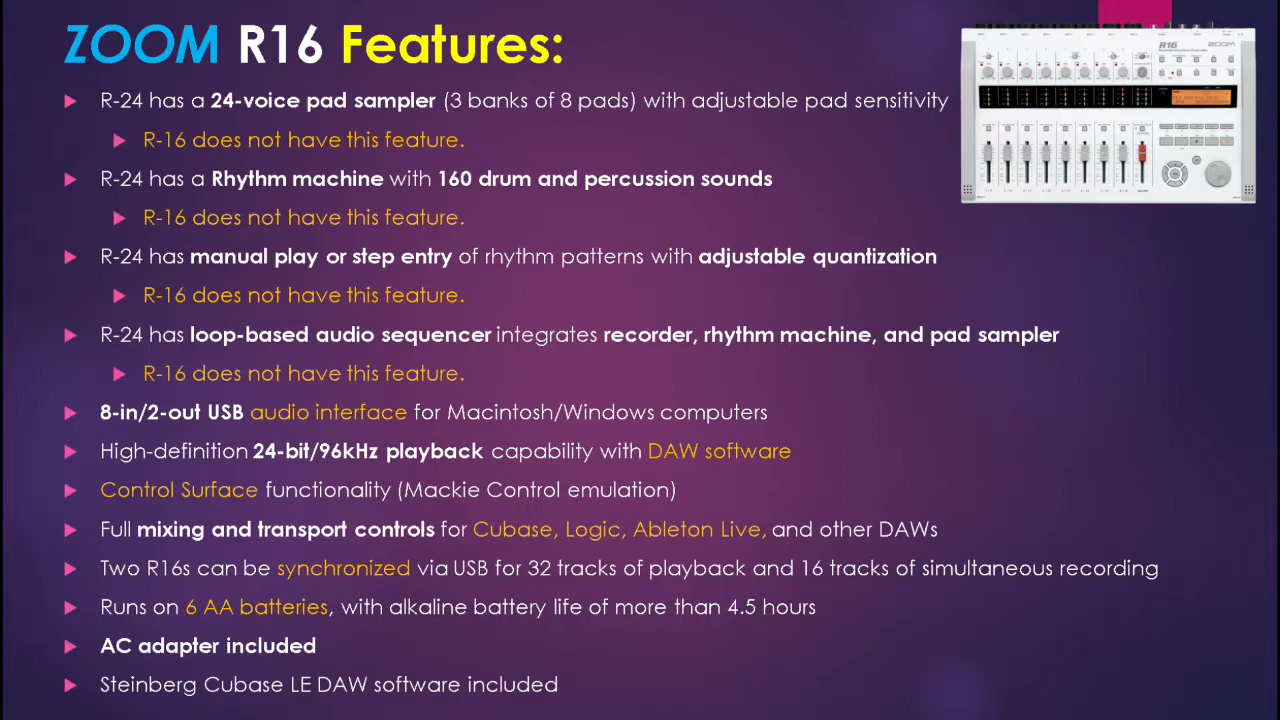 ZOOM R16 Features:
R-24 has a 24-voice pad sampler (3 banks of 8 pads) with adjustable pad sensitivity
R-16 does not have this feature.
R-24 has a Rhythm machine with 160 drum and percussion sounds
R-16 does not have this feature.
R-24 has manual play or step entry of rhythm patterns with adjustable quantization
R-16 does not have this feature.
R-24 has loop-based audio sequencer integrates recorder, rhythm machine, and pad sampler
R-16 does not have this feature.
8-in/2-out USB audio interface for Macintosh/Windows computers
High-definition 24-bit/96kHz playback capability with DAW software
Control Surface functionality (Mackie Control emulation)
Full mixing and transport controls for Cubase, Logic, Ableton Live, and other DAWs
Two R16s can be synchronized via USB for 32 tracks of playback and 16 tracks of simultaneous recording
Runs on 6 AA batteries, with alkaline battery life of more than 4.5 hours
AC adapter included
Steinberg Cubase LE DAW software included
R16 ZOOM